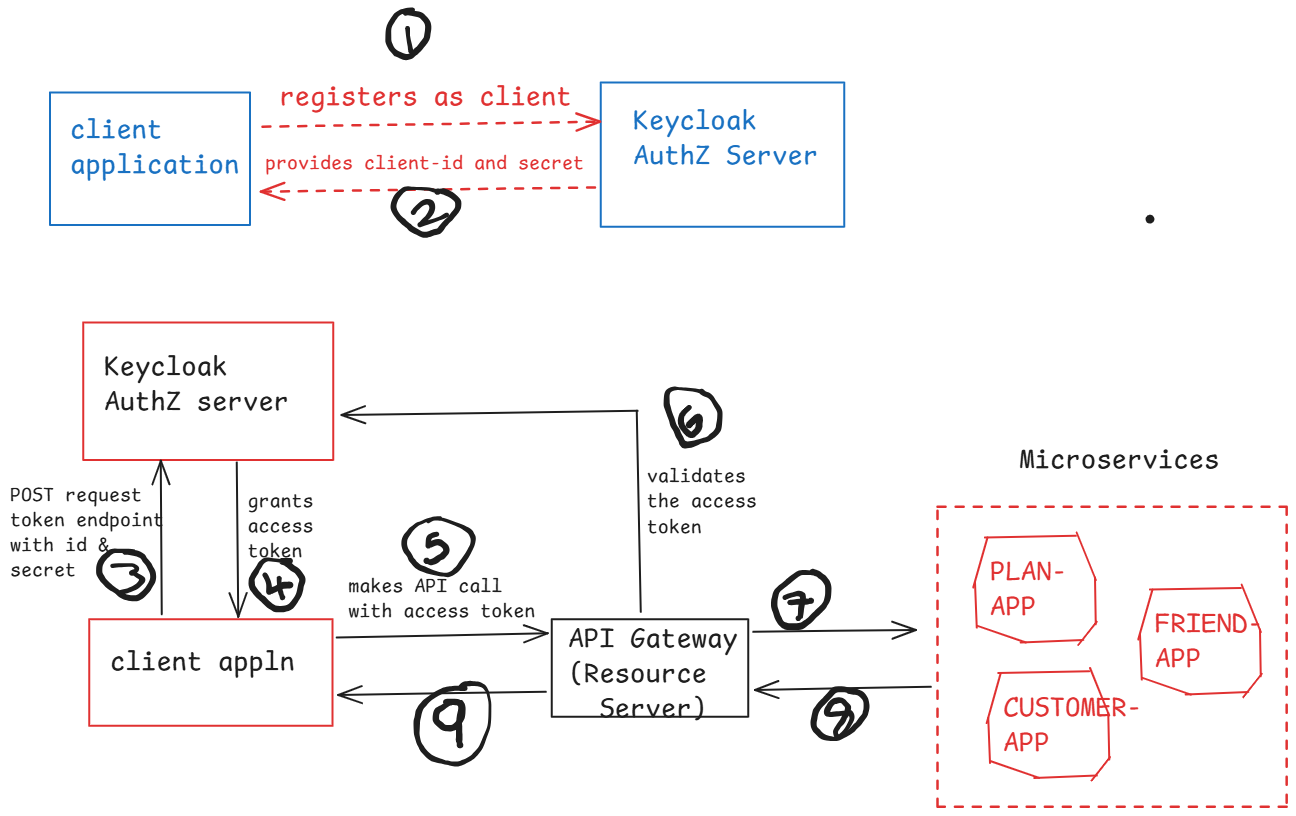 1
registers as client
client
application
Keycloak
AuthZ Server
provides client-id and secret
2
Keycloak
AuthZ server
6
validates
the access
token
Microservices
POST request
token endpoint
with id &
secret
3
grants
access
token
4
5
makes API call
with access token
7
PLAN-
APP
FRIEND-
APP
CUSTOMER-
APP
client appln
API Gateway
(Resource
Server)
8
9